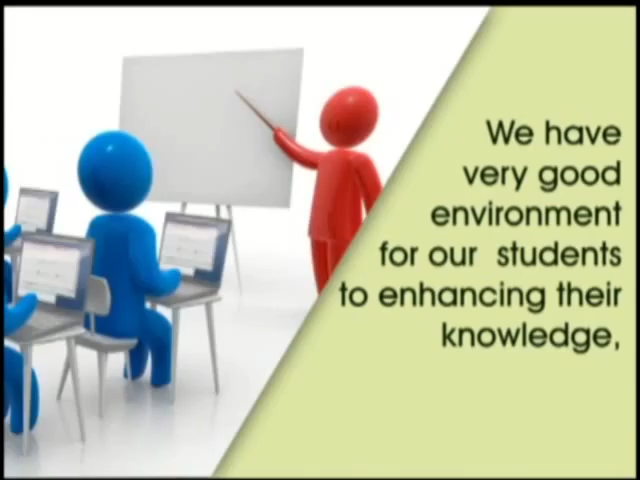 We have
very good
environment
for our students
to enhancing their
knowledge,